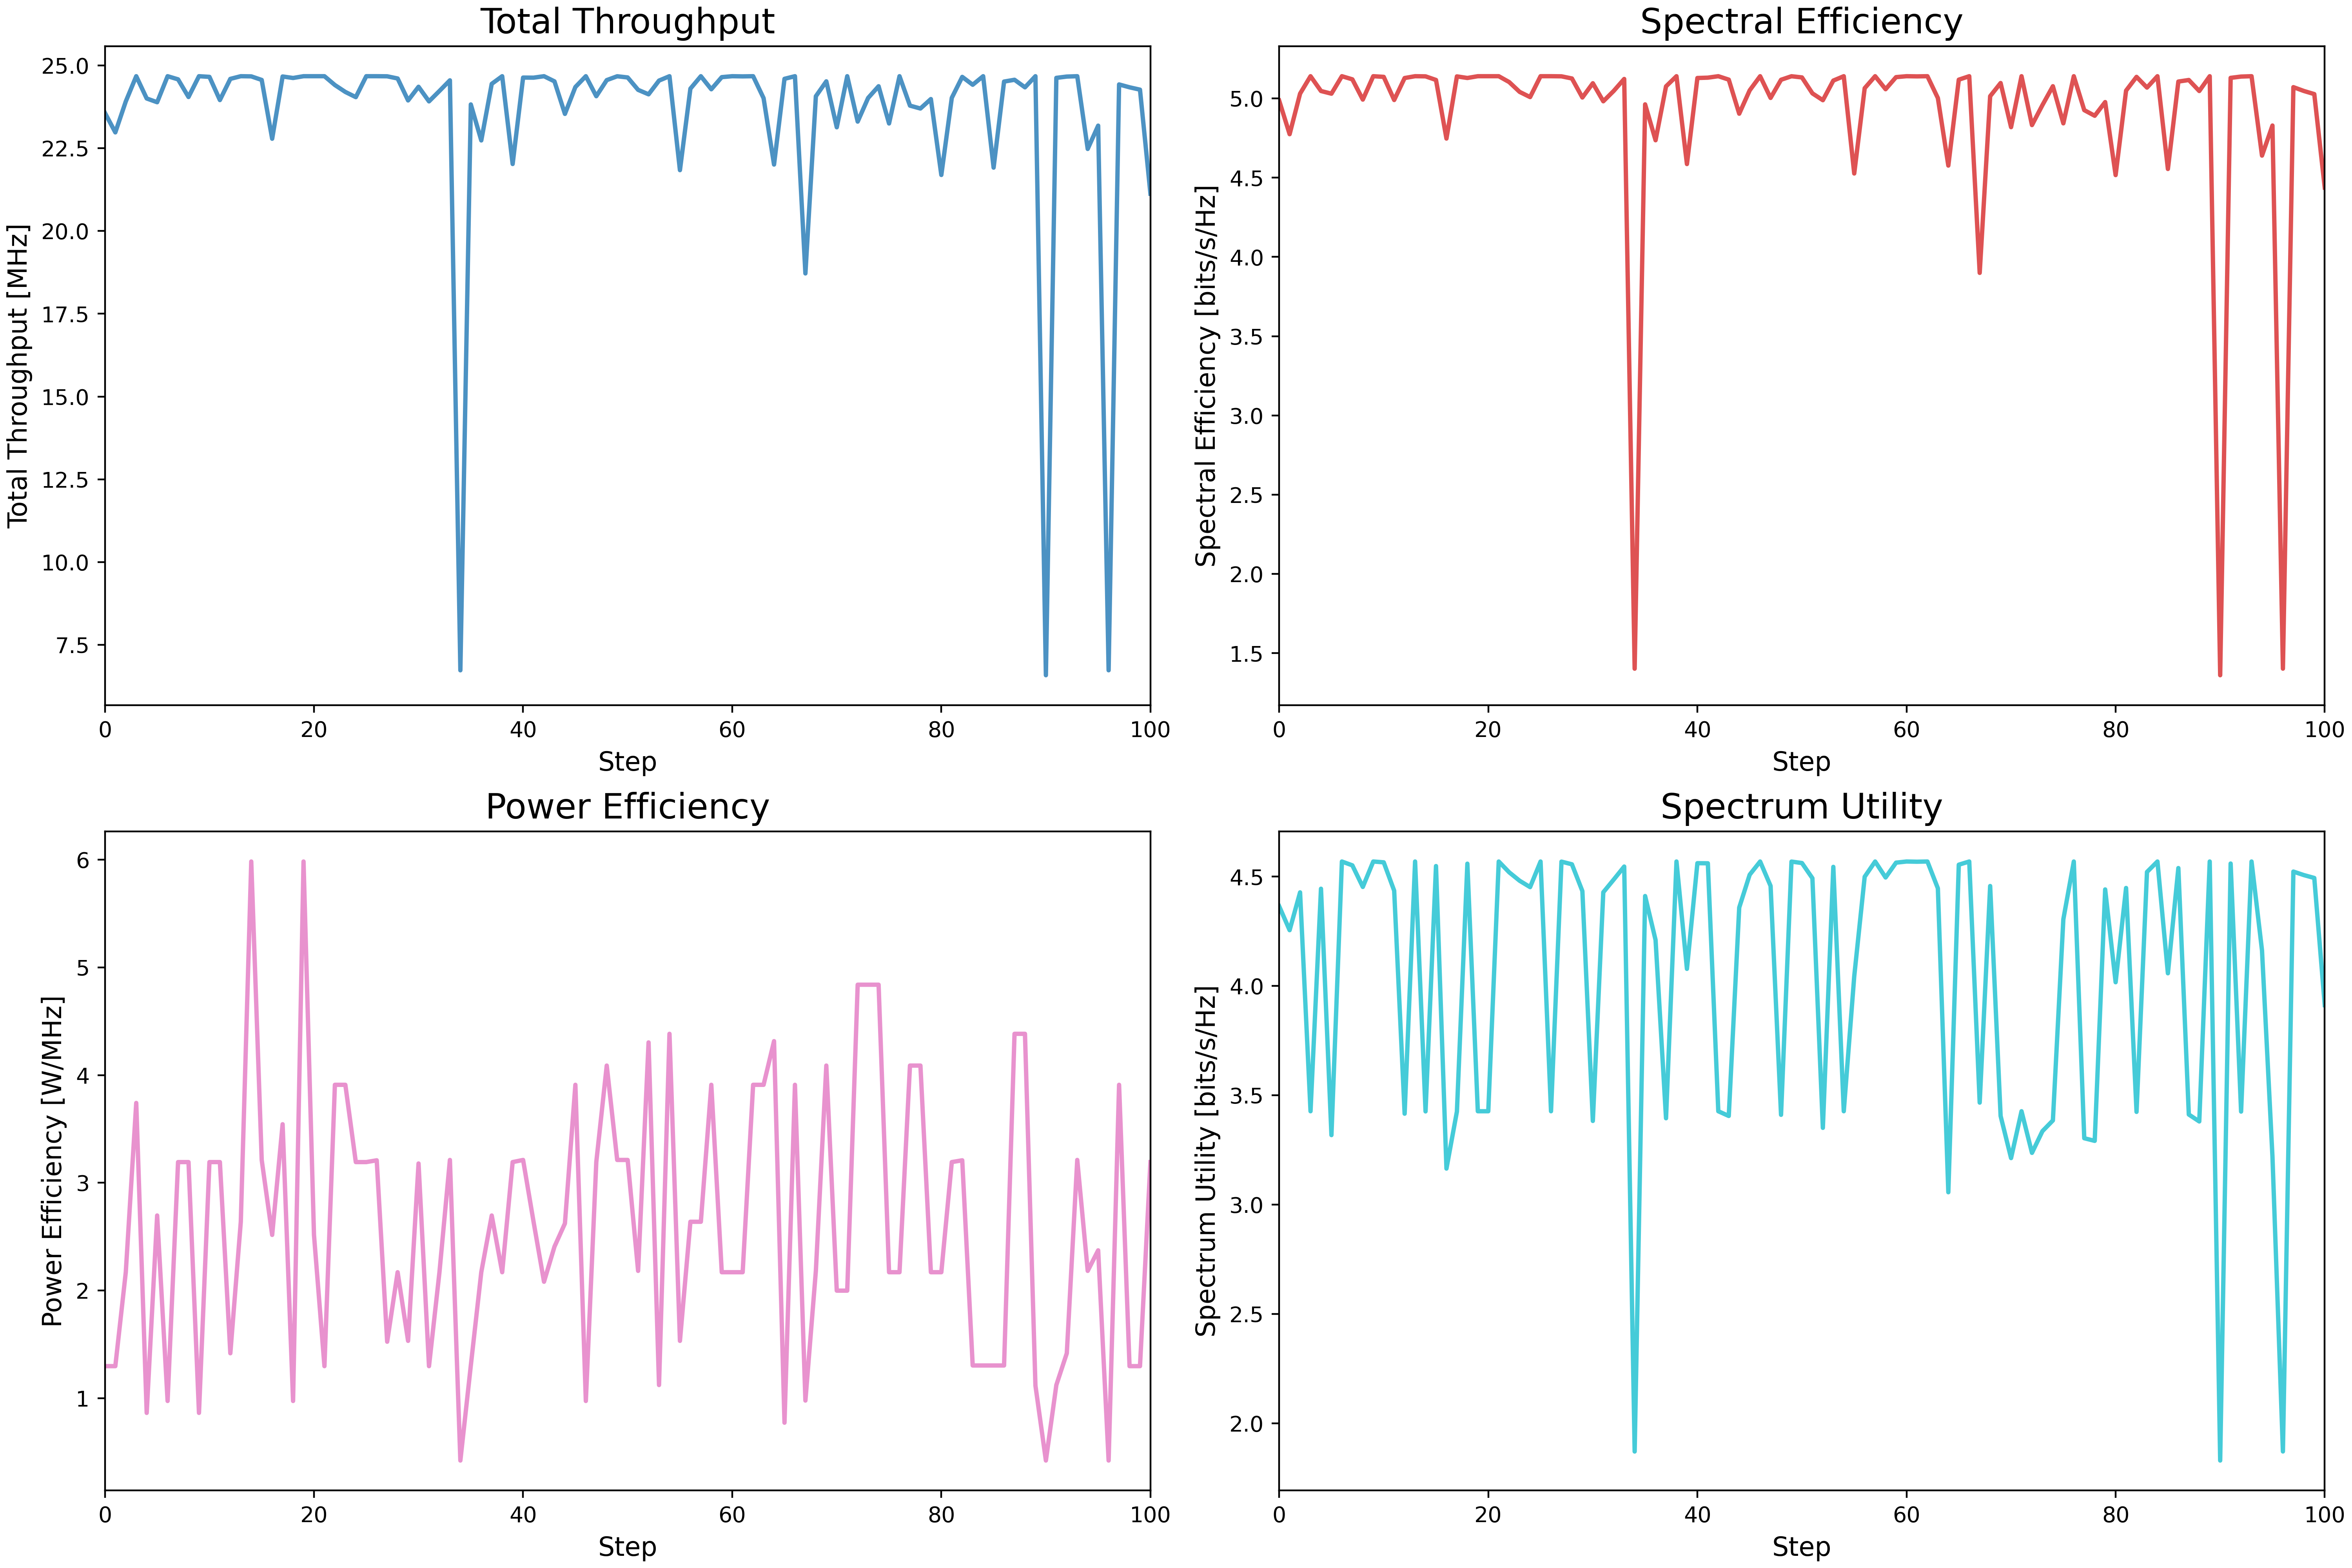 Total Throughput
Total Throughput [MHz]
25.0
22.5
20.0
17.5
15.0
12.5
10.0
7.5
0 20 40 60 80 100
Step
Spectral Efficiency
Spectral Efficiency [bits/s/Hz]
5.0
4.5
4.0
3.5
3.0
2.5
2.0
1.5
0 20 40 60 80 100
Step
Power Efficiency
Power Efficiency [W/MHz]
6
5
4
3
2
1
0 20 40 60 80 100
Step
Spectrum Utility
Spectrum Utility [bits/s/Hz]
4.5
4.0
3.5
3.0
2.5
2.0
0 20 40 60 80 100
Step